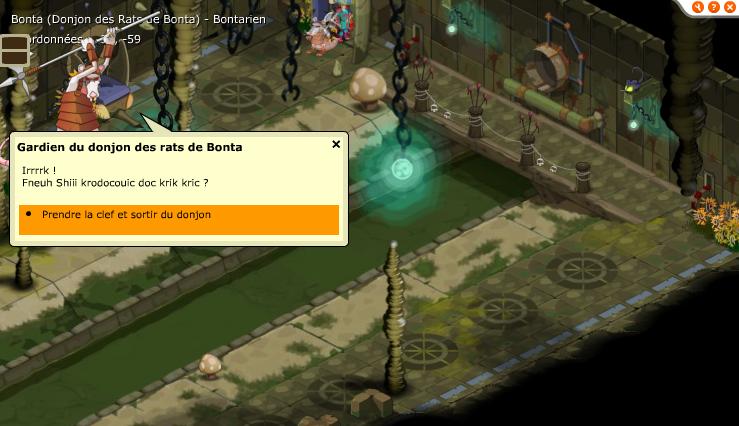 Bonta (Donjon des Rats de Bonta) - Bontarien
-59
Gardien du donjon des rats de Bonta
Irrrrk !
Fneuh Shiii krodocouic doc krik kric ?
Prendre la clef et sortir du donjon